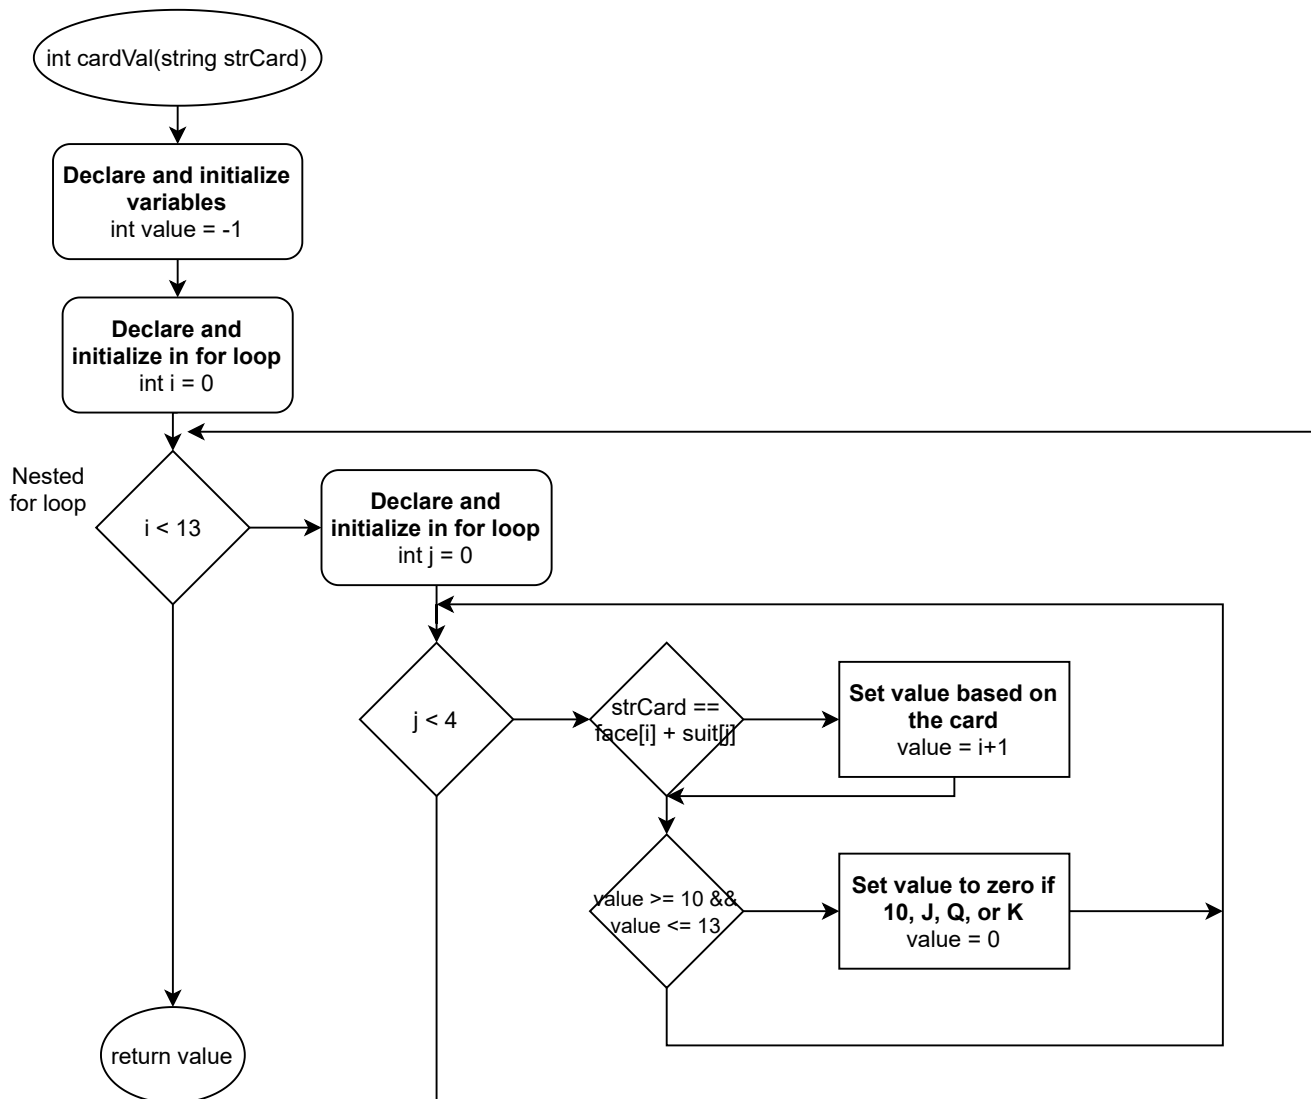 int cardVal(string strCard)
Declare and initialize
variables
int value = -1
Declare and
initialize in for loop
int i = 0
Nested
for loop
i < 13
Declare and
initialize in for loop
int j = 0
j < 4
strCard ==
face[i] + suit[j]
Set value based on
the card
value = i+1
value >= 10 &&
value <= 13
Set value to zero if
10, J, Q, or K
value = 0
return value